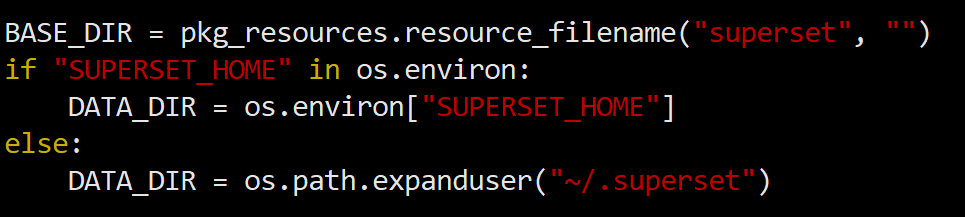 BASE_DIR = pkg_resources.resource_filename("superset", "")
if "SUPERSET_HOME" in os.environ:
    DATA_DIR = os.environ["SUPERSET_HOME"]
else:
    DATA_DIR = os.path.expanduser("~/.superset")